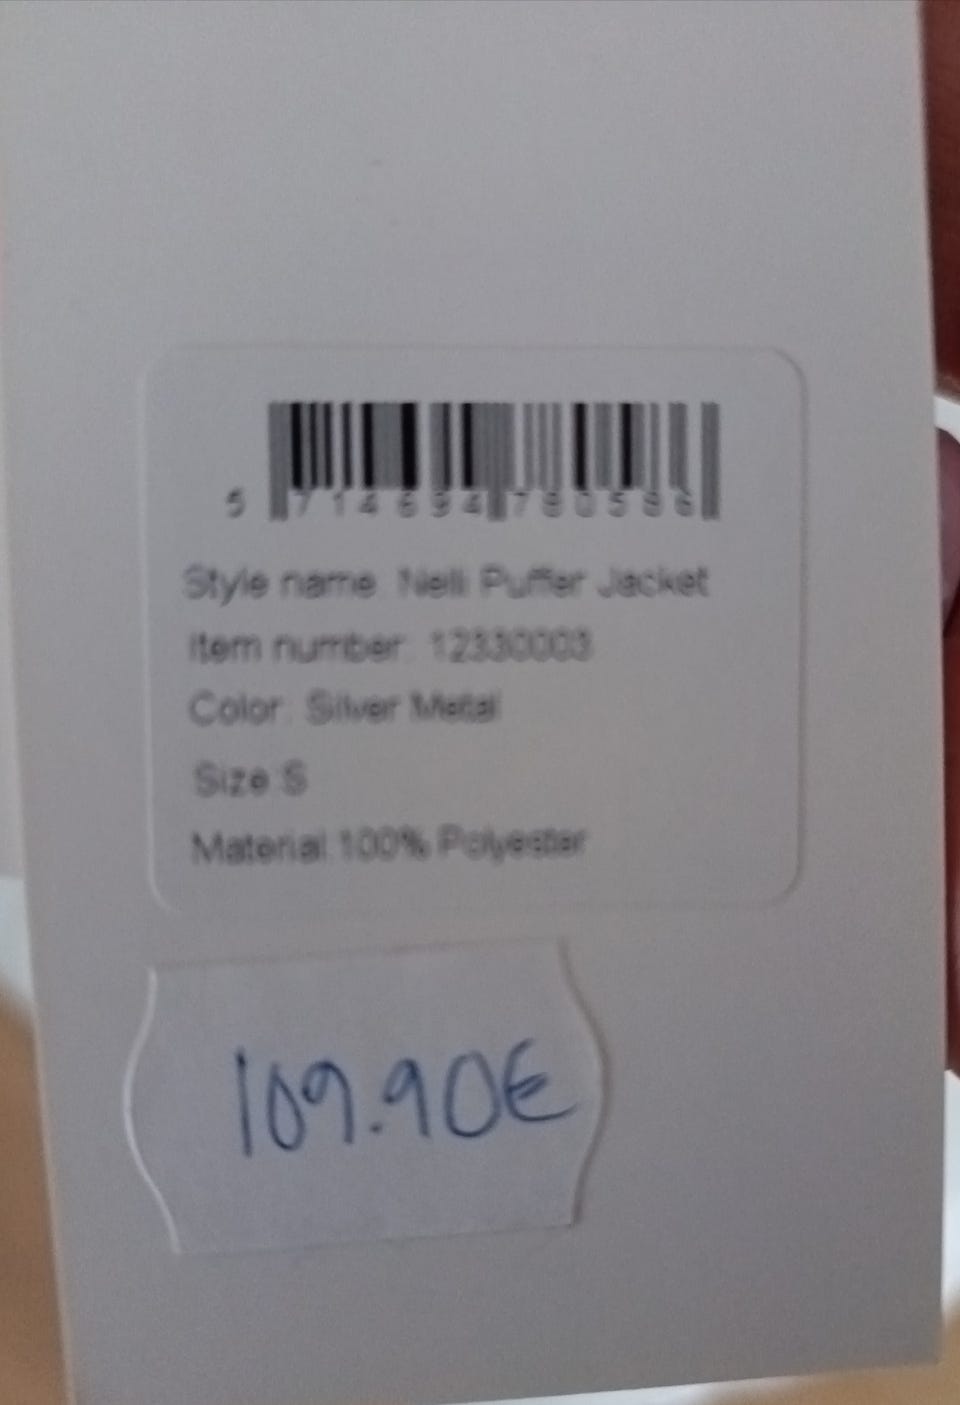 5 714694 780586
Style name: Nelli Puffer Jacket
Item number: 12330003
Color: Silver Metal
Size S
Material:100% Polyester
109.90€